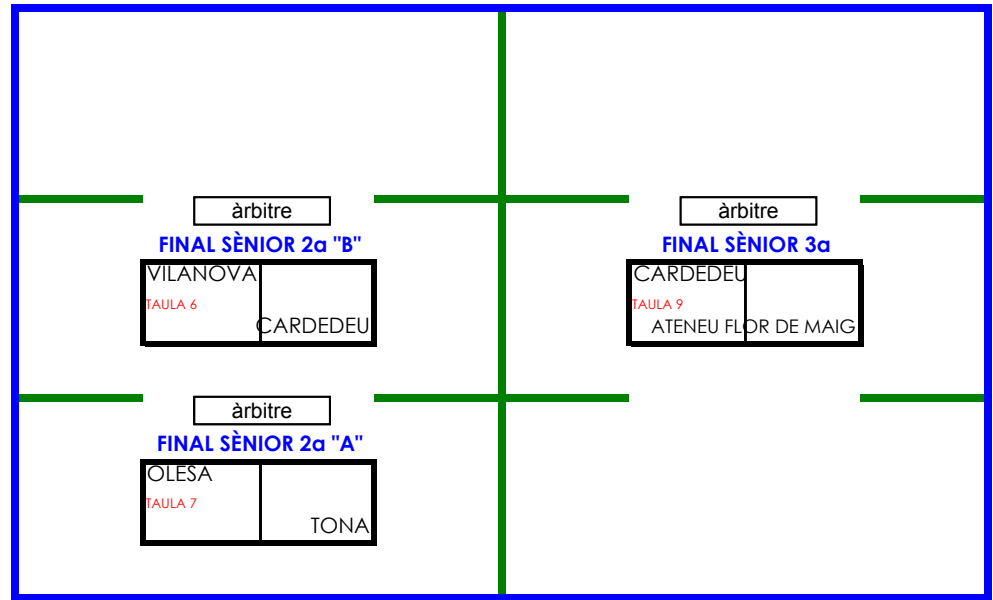 àrbitre
FINAL SÈNIOR 2a "B"
VILANOVA
TAULA 6
CARDEDEU
àrbitre
FINAL SÈNIOR 3a
CARDEDEU
TAULA 9
ATENEU FLOR DE MAIG
àrbitre
FINAL SÈNIOR 2a "A"
OLESA
TAULA 7
TONA